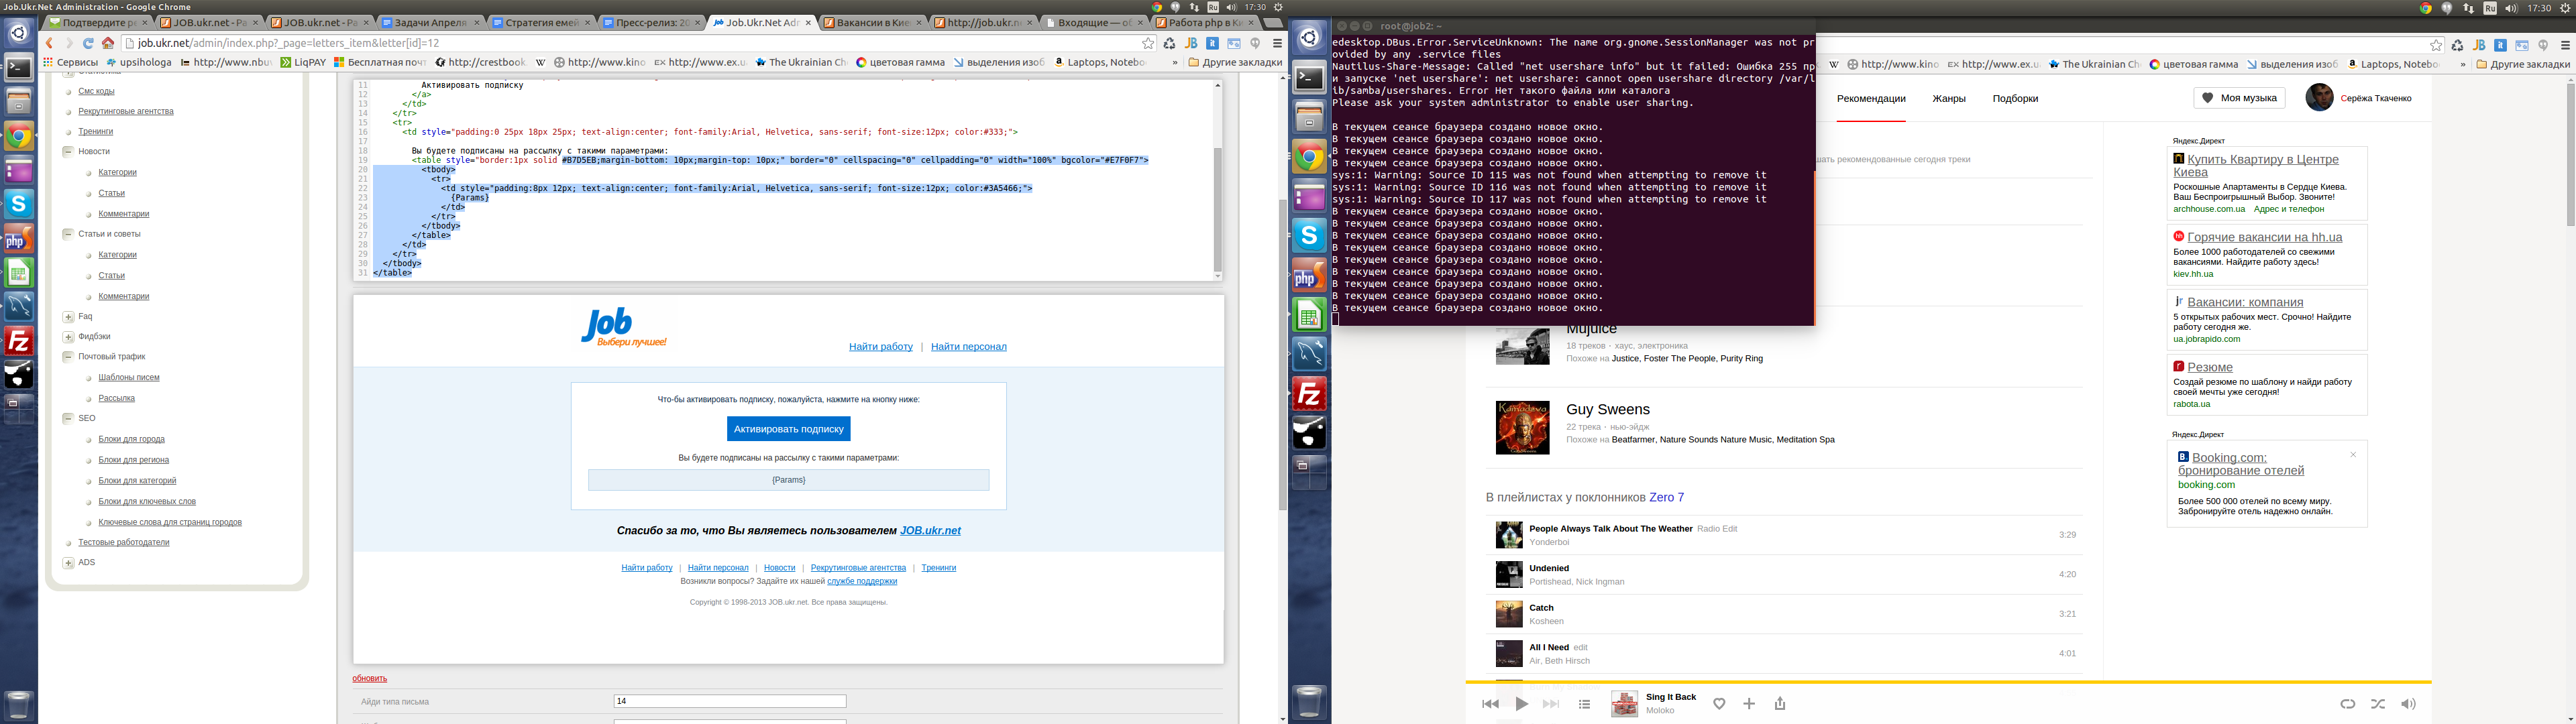 Job.Ukr.Net Administration - Google Chrome
Ru
17:30
Подтвердите ре
JOB.ukr.net - Ра
JOB.ukr.net - Ра
Задачи Апреля
Стратегия емей
Пресс-релиз: 20
Job.Ukr.Net Adm
Вакансии в Кие
http://job.ukr.ne
Входящие — об
Работа php в Ки
job.ukr.net/admin/index.php?_page=letters_item&letter[id]=12
Сервисы
upsihologa
http://www.nbu
LiqPAY
Бесплатная почт
http://crestbook.
http://www.kino
http://www.ex.u
The Ukrainian Ch
цветовая гамма
выделения изоб
Laptops, Notebo
»
Другие закладки
Смс коды
Рекрутинговые агентства
Тренинги
Новости
Категории
Статьи
Комментарии
Статьи и советы
Категории
Статьи
Комментарии
Faq
Фидбэки
Почтовый трафик
Шаблоны писем
Рассылка
SEO
Блоки для города
Блоки для региона
Блоки для категорий
Блоки для ключевых слов
Ключевые слова для страниц городов
Тестовые работодатели
ADS
11 Активировать подписку
12 </a>
13 </td>
14 </tr>
15 <tr>
16 <td style="padding:0 25px 18px 25px; text-align:center; font-family:Arial, Helvetica, sans-serif; font-size:12px; color:#333;">
17
18 Вы будете подписаны на рассылку с такими параметрами:
19 <table style="border:1px solid #B7D5EB;margin-bottom: 10px;margin-top: 10px;" border="0" cellspacing="0" cellpadding="0" width="100%" bgcolor="#E7F0F7">
20 <tbody>
21 <tr>
22 <td style="padding:8px 12px; text-align:center; font-family:Arial, Helvetica, sans-serif; font-size:12px; color:#3A5466;">
23 {Params}
24 </td>
25 </tr>
26 </tbody>
27 </table>
28 </td>
29 </tr>
30 </tbody>
31 </table>
Job
Выбери лучшее!
Найти работу | Найти персонал
Что-бы активировать подписку, пожалуйста, нажмите на кнопку ниже:
Активировать подписку
Вы будете подписаны на рассылку с такими параметрами:
{Params}
Спасибо за то, что Вы являетесь пользователем JOB.ukr.net
Найти работу | Найти персонал | Новости | Рекрутинговые агентства | Тренинги
Возникли вопросы? Задайте их нашей службе поддержки
Copyright © 1998-2013 JOB.ukr.net. Все права защищены.
обновить
Айди типа письма
14
Ru
17:30
root@job2: ~
edesktop.DBus.Error.ServiceUnknown: The name org.gnome.SessionManager was not pr
ovided by any .service files
Nautilus-Share-Message: Called "net usershare info" but it failed: Ошибка 255 пр
и запуске 'net usershare': net usershare: cannot open usershare directory /var/l
ib/samba/usershares. Error Нет такого файла или каталога
Please ask your system administrator to enable user sharing.
В текущем сеансе браузера создано новое окно.
В текущем сеансе браузера создано новое окно.
В текущем сеансе браузера создано новое окно.
В текущем сеансе браузера создано новое окно.
sys:1: Warning: Source ID 115 was not found when attempting to remove it
sys:1: Warning: Source ID 116 was not found when attempting to remove it
sys:1: Warning: Source ID 117 was not found when attempting to remove it
В текущем сеансе браузера создано новое окно.
В текущем сеансе браузера создано новое окно.
В текущем сеансе браузера создано новое окно.
В текущем сеансе браузера создано новое окно.
В текущем сеансе браузера создано новое окно.
В текущем сеансе браузера создано новое окно.
В текущем сеансе браузера создано новое окно.
В текущем сеансе браузера создано новое окно.
В текущем сеансе браузера создано новое окно.
http://www.kino
http://www.ex.u
The Ukrainian Ch
цветовая гамма
выделения изоб
Laptops, Notebo
»
Другие закладки
Рекомендации
Жанры
Подборки
Моя музыка
Серёжа Ткаченко
рекомендованные сегодня треки
Mujuice
18 треков · хаус, электроника
Похоже на Justice, Foster The People, Purity Ring
Guy Sweens
22 трека · нью-эйдж
Похоже на Beatfarmer, Nature Sounds Nature Music, Meditation Spa
В плейлистах у поклонников Zero 7
People Always Talk About The Weather Radio Edit
Yonderboi
3:29
Undenied
Portishead, Nick Ingman
4:20
Catch
Kosheen
3:21
All I Need edit
Air, Beth Hirsch
4:01
Sing It Back
Moloko
Яндекс.Директ
Купить Квартиру в Центре
Киева
Роскошные Апартаменты в Сердце Киева.
Ваш Беспроигрышный Выбор. Звоните!
archhouse.com.ua Адрес и телефон
Горячие вакансии на hh.ua
Более 1000 работодателей со свежими
вакансиями. Найдите работу здесь!
kiev.hh.ua
Вакансии: компания
5 открытых рабочих мест. Срочно! Найдите
работу сегодня же.
ua.jobrapido.com
Резюме
Создай резюме по шаблону и найди работу
своей мечты уже сегодня!
rabota.ua
Яндекс.Директ
Booking.com:
бронирование отелей
booking.com
Более 500 000 отелей по всему миру.
Забронируйте отель надежно онлайн.